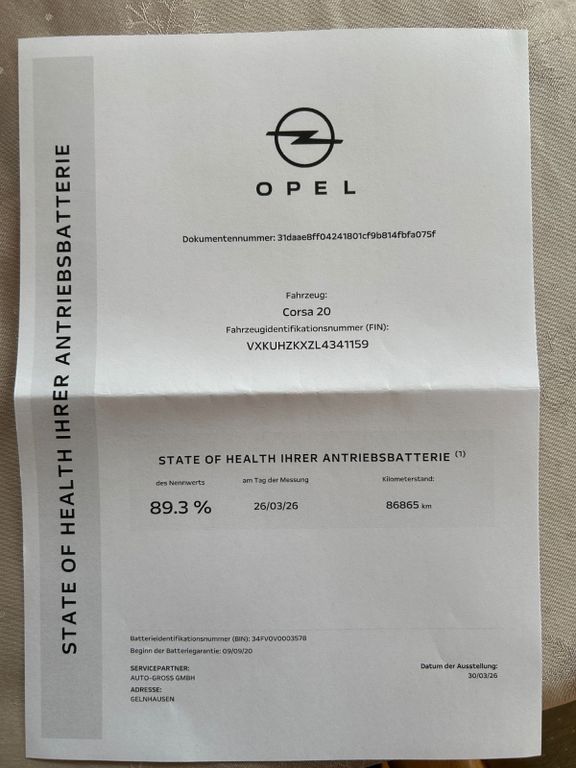 STATE OF HEALTH IHRER ANTRIEBSBATTERIE
OPEL
Dokumentennummer: 31daae8ff04241801cf9b814fbfa075f
Fahrzeug:
Corsa 20
Fahrzeugidentifikationsnummer (FIN):
VXKUHZKXZL4341159
STATE OF HEALTH IHRER ANTRIEBSBATTERIE (1)
des Nennwerts am Tag der Messung Kilometerstand:
89.3 % 26/03/26 86865 km
Batterieidentifikationsnummer (BIN): 34FV0V0003578
Beginn der Batteriegarantie: 09/09/20
SERVICEPARTNER:
AUTO-GROSS GMBH
ADRESSE:
GELNHAUSEN
Datum der Ausstellung:
30/03/26